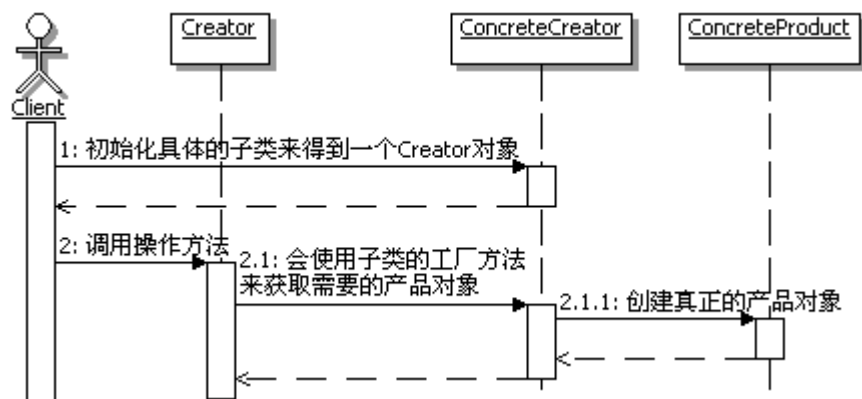 Creator
ConcreteCreator
ConcreteProduct
Client
1: 初始化具体的子类来得到一个Creator对象
2: 调用操作方法
2.1: 会使用子类的工厂方法
来获取需要的产品对象
2.1.1: 创建真正的产品对象